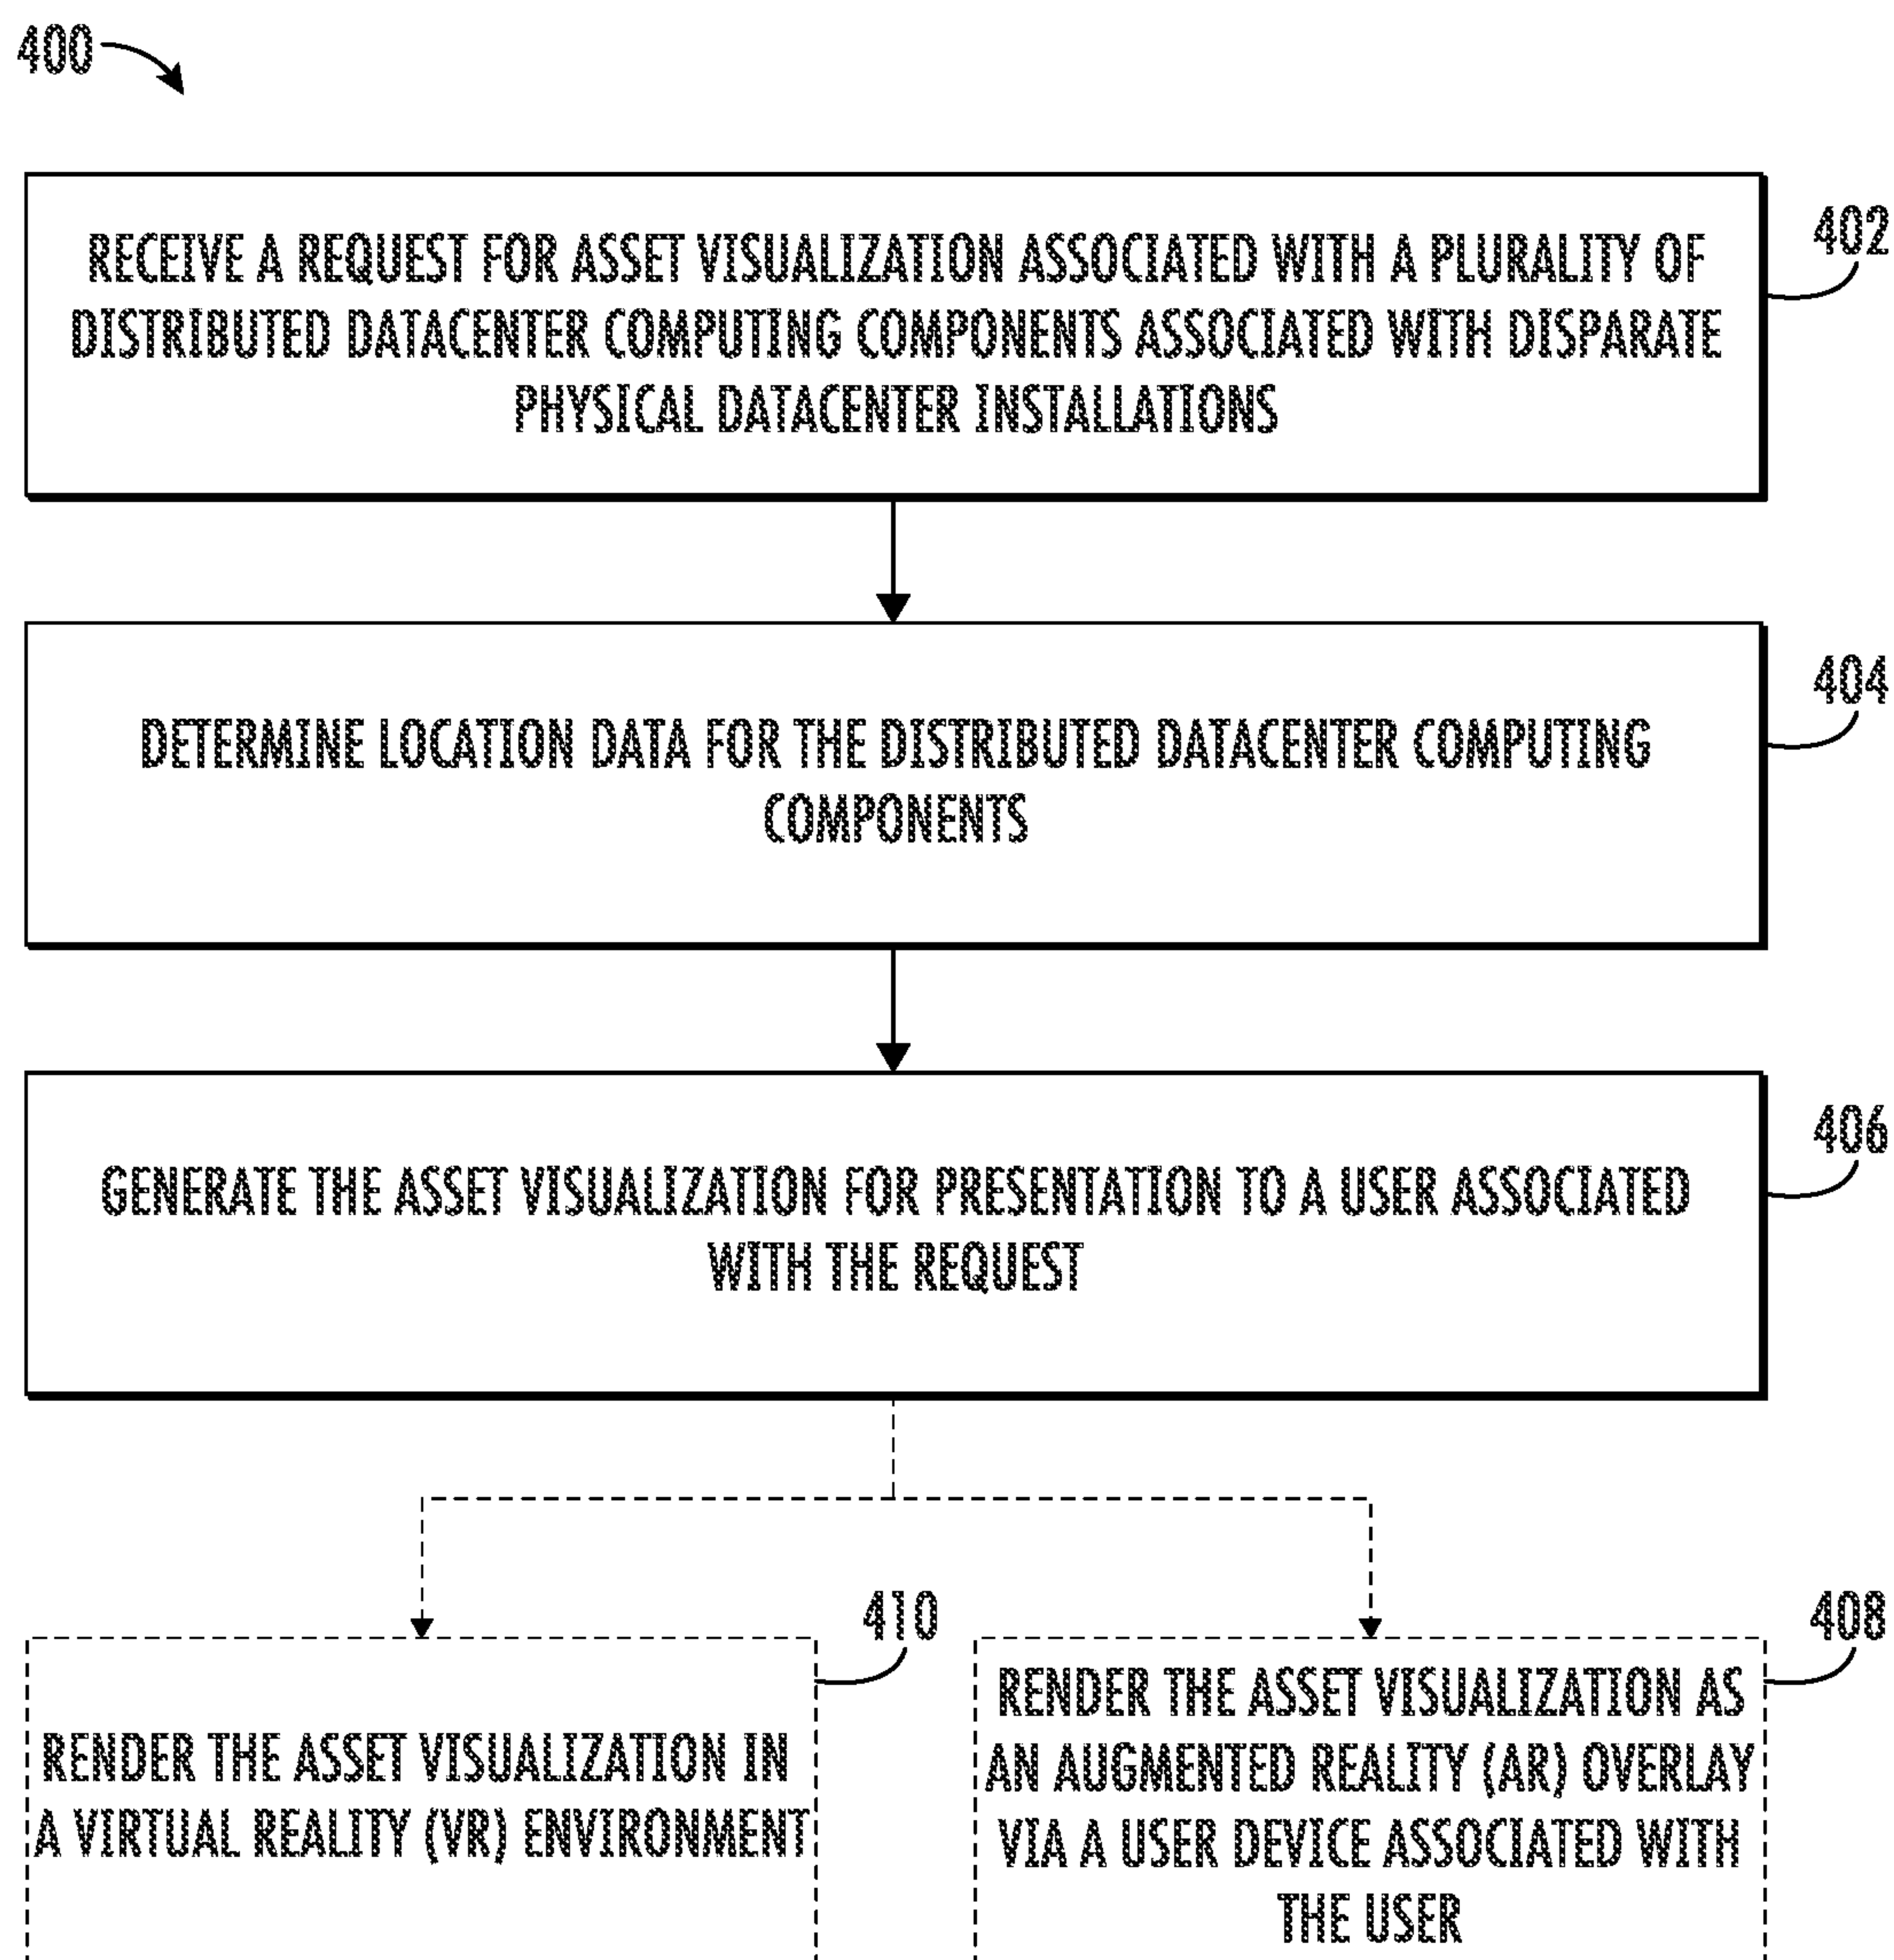 400
RECEIVE A REQUEST FOR ASSET VISUALIZATION ASSOCIATED WITH A PLURALITY OF
DISTRIBUTED DATACENTER COMPUTING COMPONENTS ASSOCIATED WITH DISPARATE
PHYSICAL DATACENTER INSTALLATIONS
402
DETERMINE LOCATION DATA FOR THE DISTRIBUTED DATACENTER COMPUTING
COMPONENTS
404
GENERATE THE ASSET VISUALIZATION FOR PRESENTATION TO A USER ASSOCIATED
WITH THE REQUEST
406
RENDER THE ASSET VISUALIZATION IN
A VIRTUAL REALITY (VR) ENVIRONMENT
410
RENDER THE ASSET VISUALIZATION AS
AN AUGMENTED REALITY (AR) OVERLAY
VIA A USER DEVICE ASSOCIATED WITH
THE USER
408